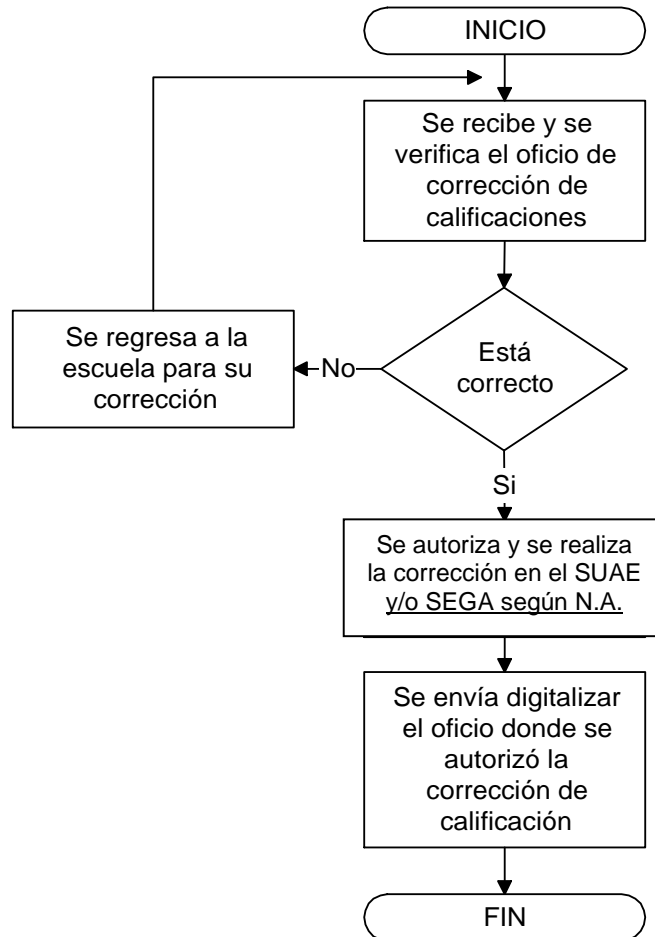 INICIO
Se recibe y se
verifica el oficio de
corrección de
calificaciones
Está
correcto
No
Se regresa a la
escuela para su
corrección
Si
Se autoriza y se realiza
la corrección en el SUAE
y/o SEGA según N.A.
Se envía digitalizar
el oficio donde se
autorizó la
corrección de
calificación
FIN